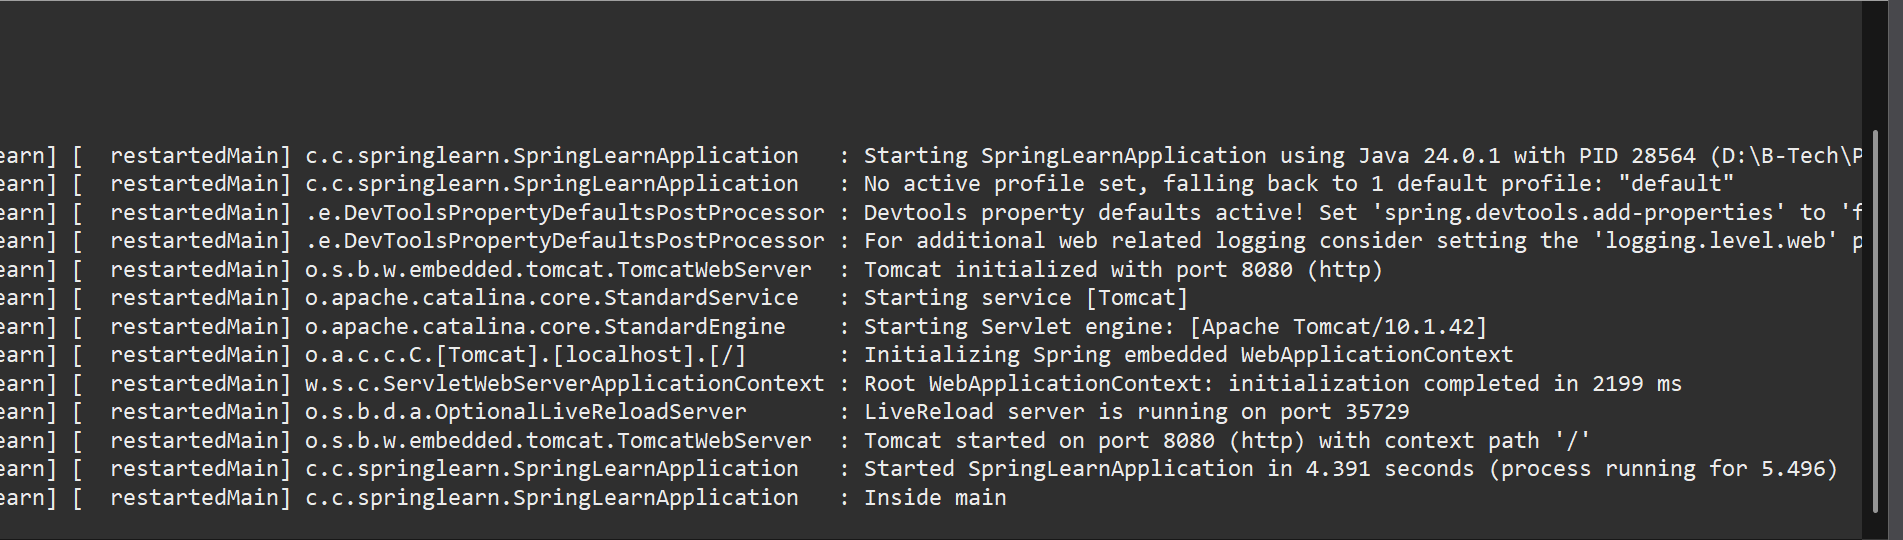 earn] [  restartedMain] c.c.springlearn.SpringLearnApplication   : Starting SpringLearnApplication using Java 24.0.1 with PID 28564 (D:\B-Tech\P
earn] [  restartedMain] c.c.springlearn.SpringLearnApplication   : No active profile set, falling back to 1 default profile: "default"
earn] [  restartedMain] .e.DevToolsPropertyDefaultsPostProcessor : Devtools property defaults active! Set 'spring.devtools.add-properties' to 'f
earn] [  restartedMain] .e.DevToolsPropertyDefaultsPostProcessor : For additional web related logging consider setting the 'logging.level.web' p
earn] [  restartedMain] o.s.b.w.embedded.tomcat.TomcatWebServer  : Tomcat initialized with port 8080 (http)
earn] [  restartedMain] o.apache.catalina.core.StandardService   : Starting service [Tomcat]
earn] [  restartedMain] o.apache.catalina.core.StandardEngine    : Starting Servlet engine: [Apache Tomcat/10.1.42]
earn] [  restartedMain] o.a.c.c.C.[Tomcat].[localhost].[/]       : Initializing Spring embedded WebApplicationContext
earn] [  restartedMain] w.s.c.ServletWebServerApplicationContext : Root WebApplicationContext: initialization completed in 2199 ms
earn] [  restartedMain] o.s.b.d.a.OptionalLiveReloadServer       : LiveReload server is running on port 35729
earn] [  restartedMain] o.s.b.w.embedded.tomcat.TomcatWebServer  : Tomcat started on port 8080 (http) with context path '/'
earn] [  restartedMain] c.c.springlearn.SpringLearnApplication   : Started SpringLearnApplication in 4.391 seconds (process running for 5.496)
earn] [  restartedMain] c.c.springlearn.SpringLearnApplication   : Inside main